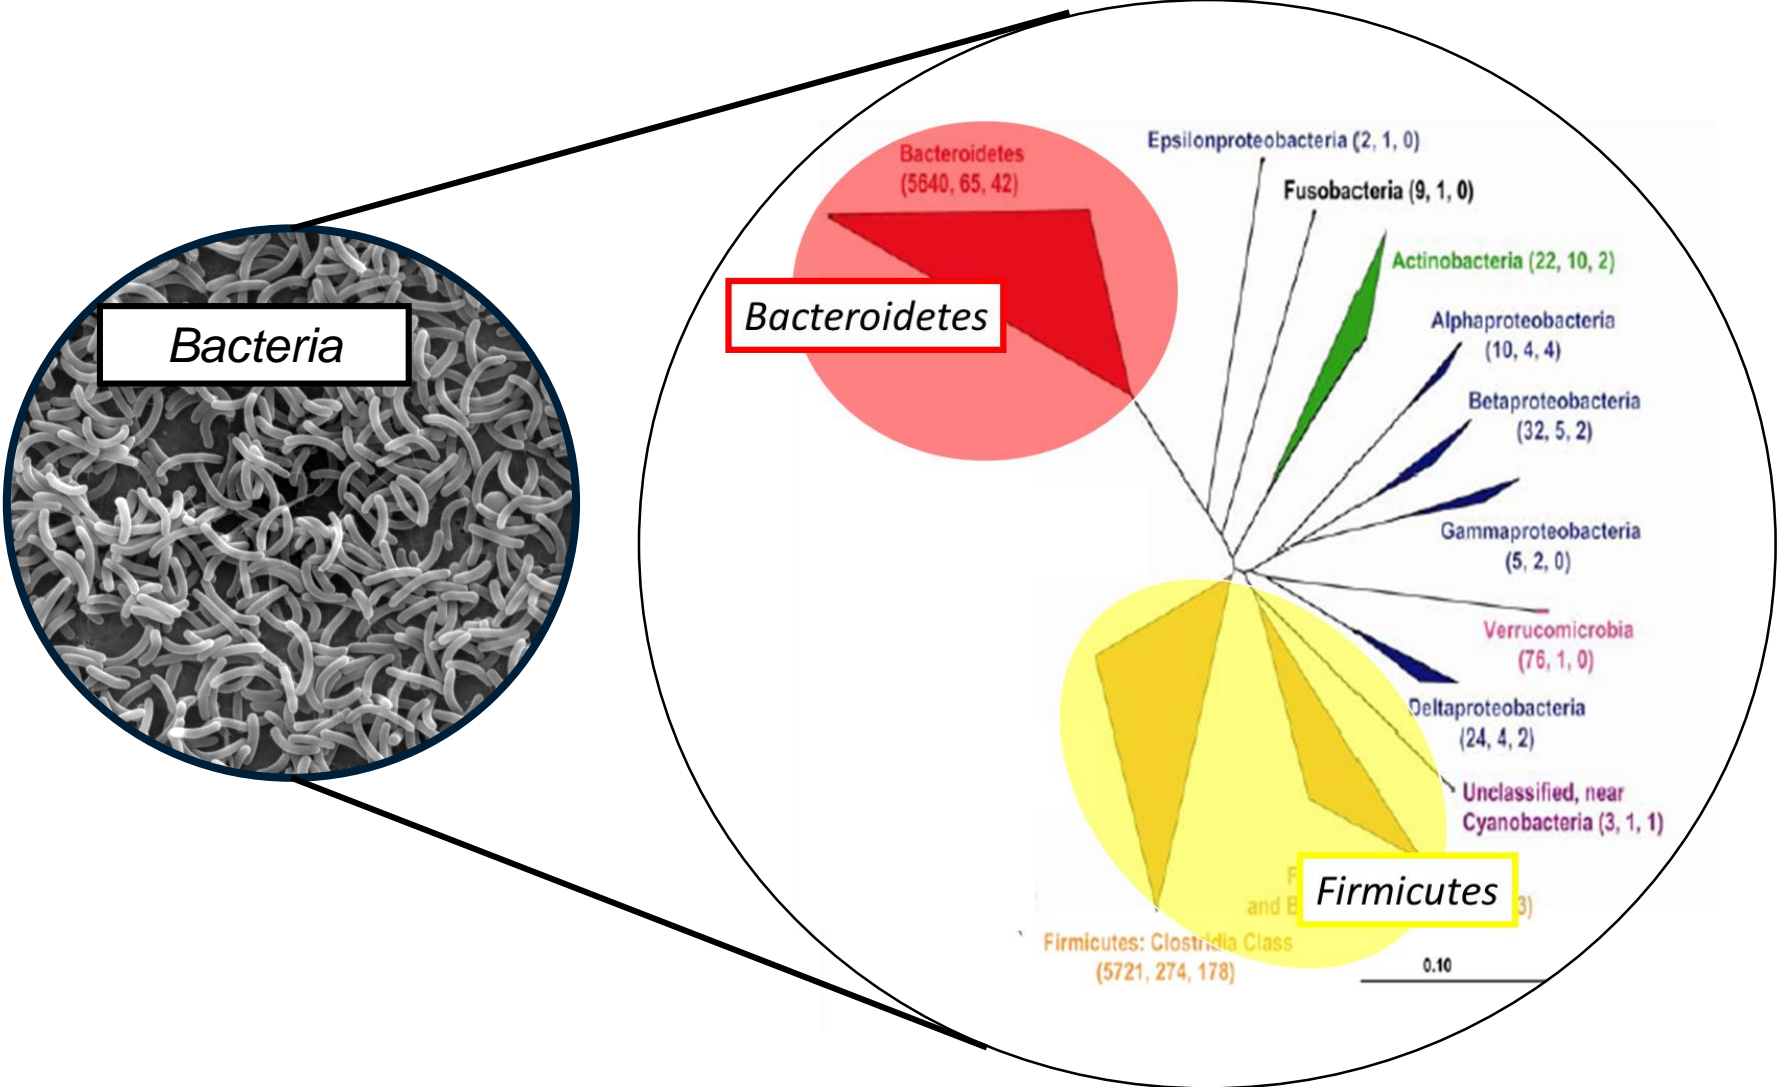 Bacteria
Bacteroidetes
(5640, 65, 42)
Bacteroidetes
Epsilonproteobacteria (2, 1, 0)
Fusobacteria (9, 1, 0)
Actinobacteria (22, 10, 2)
Alphaproteobacteria
(10, 4, 4)
Betaproteobacteria
(32, 5, 2)
Gammaproteobacteria
(5, 2, 0)
Verrucomicrobia
(76, 1, 0)
Deltaproteobacteria
(24, 4, 2)
Unclassified, near
Cyanobacteria (3, 1, 1)
Firmicutes
and
3)
Firmicutes: Clostridia Class
(5721, 274, 178)
0.10